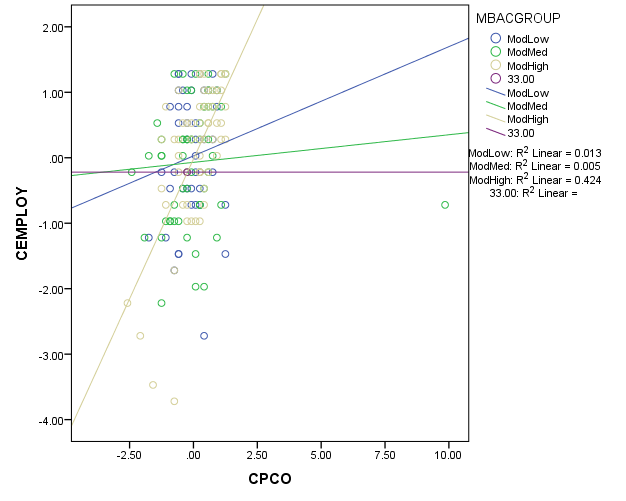 MBACGROUP
ModLow
ModMed
ModHigh
33.00
ModLow
ModMed
ModHigh
33.00
ModLow: R2 Linear = 0.013
ModMed: R2 Linear = 0.005
ModHigh: R2 Linear = 0.424
33.00: R2 Linear =
CEMPLOY
2.00
1.00
.00
-1.00
-2.00
-3.00
-4.00
-2.50 .00 2.50 5.00 7.50 10.00
CPCO